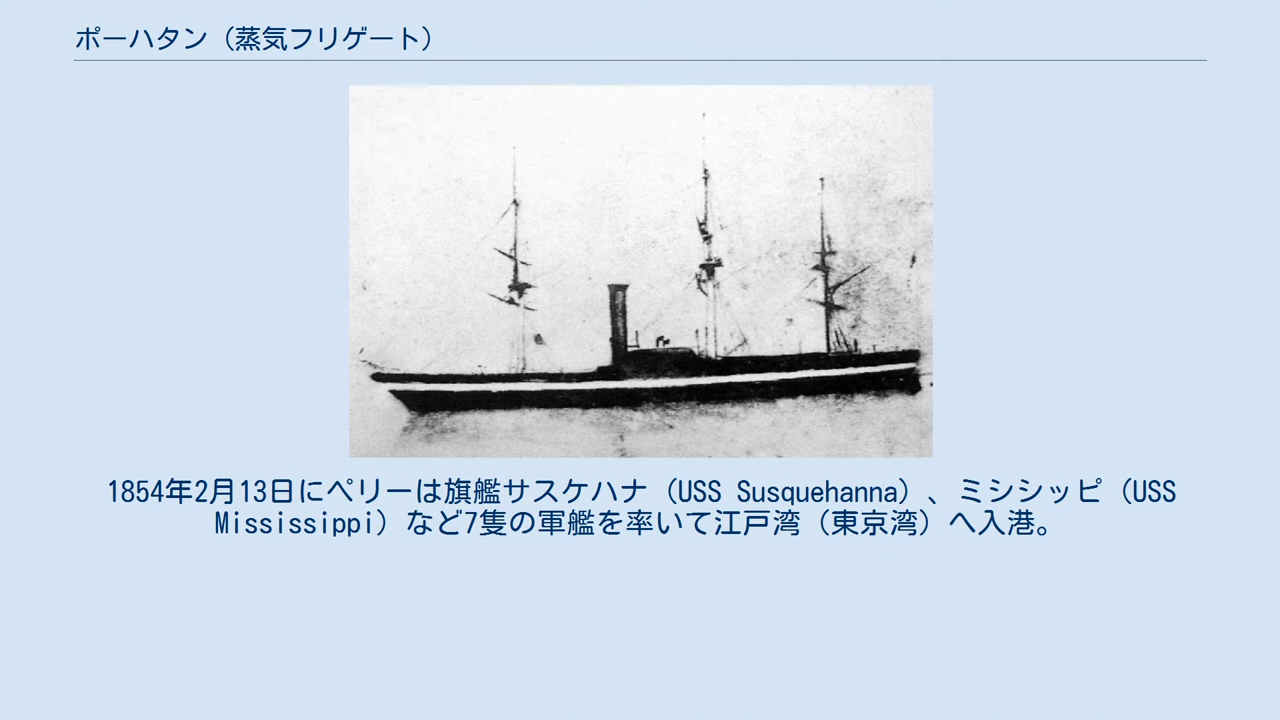 ポーハタン（蒸気フリゲート）
1854年2月13日にペリーは旗艦サスケハナ（USS Susquehanna）、ミシシッピ（USS
Mississippi）など7隻の軍艦を率いて江戸湾（東京湾）へ入港。